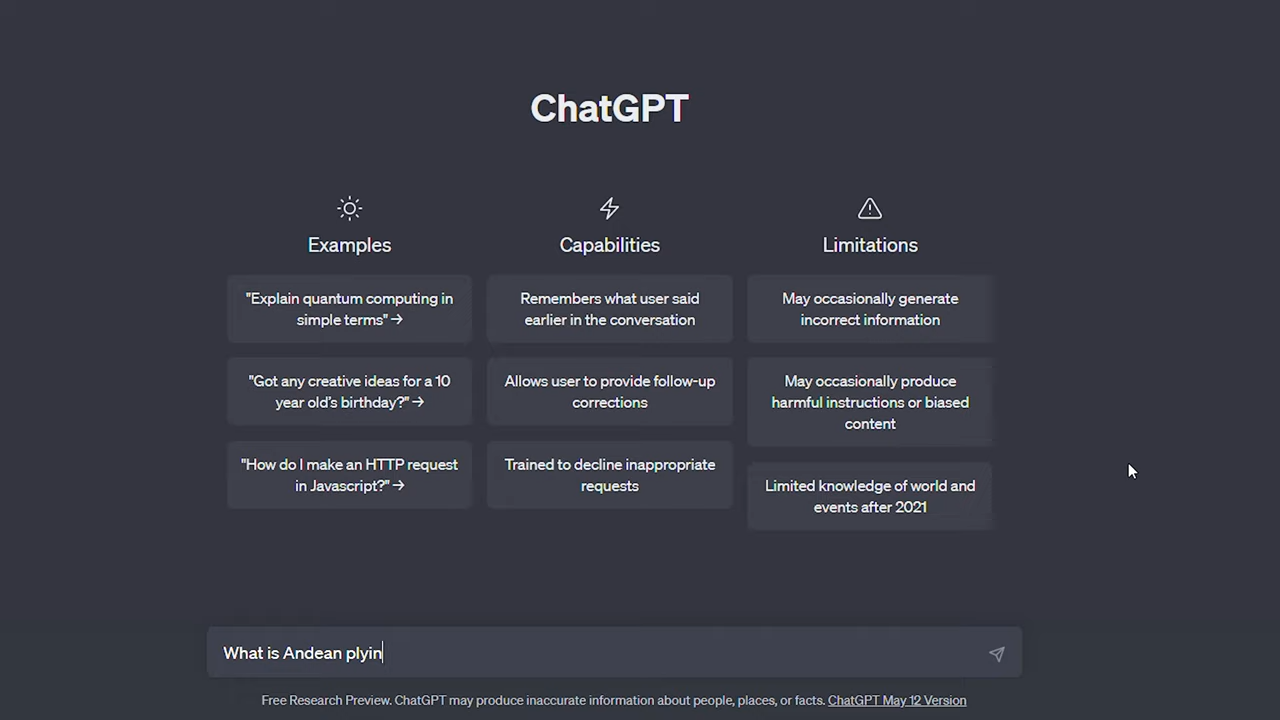 ChatGPT
Examples
"Explain quantum computing in
simple terms" →
"Got any creative ideas for a 10
year old's birthday?" →
"How do I make an HTTP request
in Javascript?" →
Capabilities
Remembers what user said
earlier in the conversation
Allows user to provide follow-up
corrections
Trained to decline inappropriate
requests
Limitations
May occasionally generate
incorrect information
May occasionally produce
harmful instructions or biased
content
Limited knowledge of world and
events after 2021
What is Andean plyin
Free Research Preview. ChatGPT may produce inaccurate information about people, places, or facts. ChatGPT May 12 Version